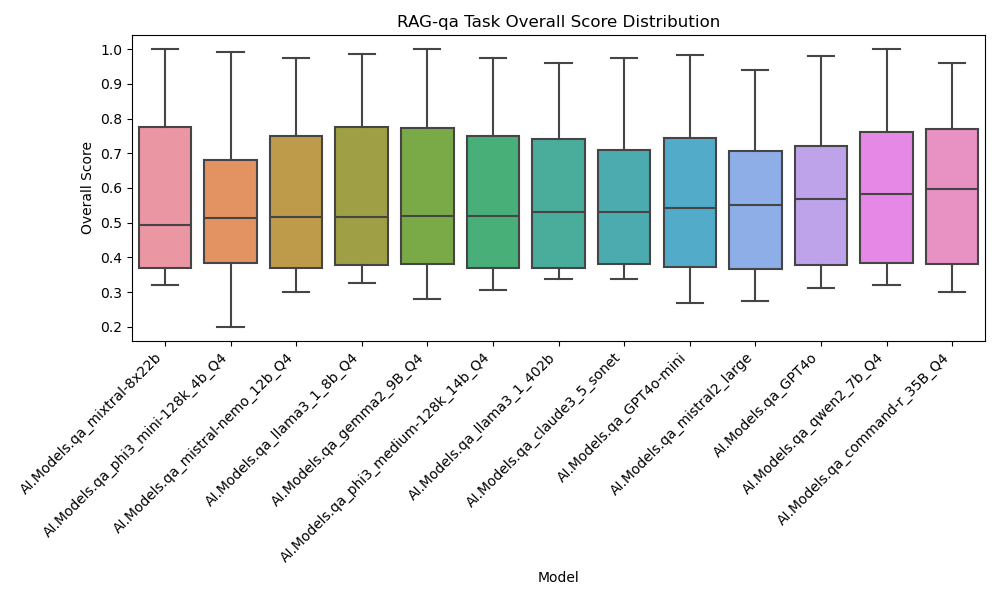 RAG-qa Task Overall Score Distribution
Overall Score
1.0
0.9
0.8
0.7
0.6
0.5
0.4
0.3
0.2
AI.Models.qa_mixtral-8x22b
AI.Models.qa_phi3_mini-128k_4b_Q4
AI.Models.qa_mistral-nemo_12b_Q4
AI.Models.qa_llama3_1_8b_Q4
AI.Models.qa_gemma2_9B_Q4
AI.Models.qa_phi3_medium-128k_14b_Q4
AI.Models.qa_llama3_1_402b
AI.Models.qa_claude3_5_sonet
AI.Models.qa_GPT4o-mini
AI.Models.qa_mistral2_large
AI.Models.qa_GPT4o
AI.Models.qa_qwen2_7b_Q4
AI.Models.qa_command-r_35B_Q4
Model